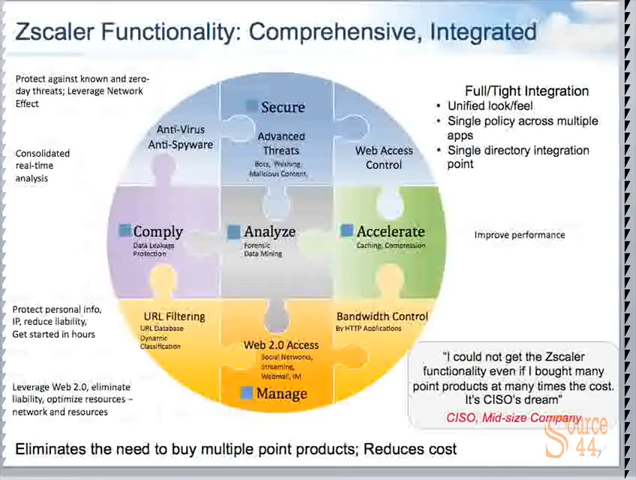 Zscaler Functionality: Comprehensive, Integrated
Protect against known and zero-
day threats; Leverage Network
Effect
Consolidated
real-time
analysis
Protect personal info,
IP, reduce liability,
Get started in hours
Leverage Web 2.0, eliminate
liability, optimize resources –
network and resources
Secure
Anti-Virus
Anti-Spyware
Advanced
Threats
Bots, Phishing
Malicious Content,
Web Access
Control
Comply
Data Leakage
Protection
Analyze
Forensic
Data Mining
Accelerate
Caching, Compression
URL Filtering
URL Database
Dynamic
Classification
Web 2.0 Access
Social Networks,
Streaming,
Webmail, IM
Bandwidth Control
By HTTP Applications
Manage
Full/Tight Integration
• Unified look/feel
• Single policy across multiple
apps
• Single directory integration
point
Improve performance
"I could not get the Zscaler
functionality even if I bought many
point products at many times the cost.
It's CISO's dream"
CISO, Mid-size Company
Source
44,
Eliminates the need to buy multiple point products; Reduces cost